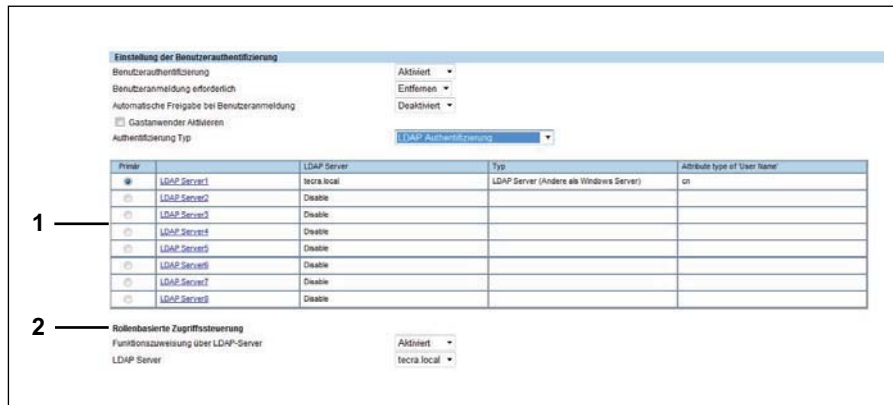 Einstellung der Benutzerauthentifizierung
Benutzerauthentifizierung Aktiviert
Benutzeranmeldung erforderlich Entfernen
Automatische Freigabe bei Benutzeranmeldung Deaktiviert
Gastanwender Aktivieren
Authentifizierung Typ LDAP Authentifizierung
Primär LDAP Server Typ Attribute type of 'User Name'
LDAP Server1 tecra.local LDAP Server (Andere als Windows Server) cn
LDAP Server2 Disable
LDAP Server3 Disable
1
LDAP Server4 Disable
LDAP Server5 Disable
LDAP Server6 Disable
LDAP Server7 Disable
LDAP Server8 Disable
2 Rollenbasierte Zugriffssteuerung
Funktionszuweisung über LDAP-Server Aktiviert
LDAP Server tecra.local